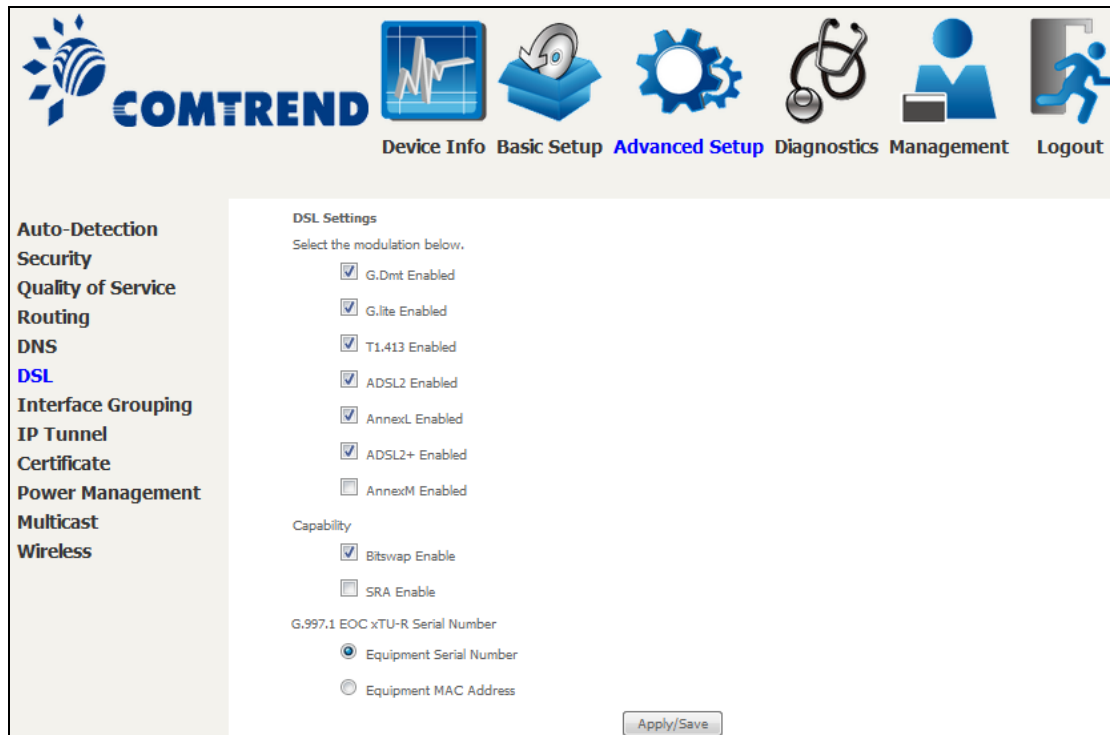 COMTREND
Device Info Basic Setup Advanced Setup Diagnostics Management Logout
Auto-Detection
Security
Quality of Service
Routing
DNS
DSL
Interface Grouping
IP Tunnel
Certificate
Power Management
Multicast
Wireless
DSL Settings
Select the modulation below.
G.Dmt Enabled
G.lite Enabled
T1.413 Enabled
ADSL2 Enabled
AnnexL Enabled
ADSL2+ Enabled
AnnexM Enabled
Capability
Bitswap Enable
SRA Enable
G.997.1 EOC xTU-R Serial Number
Equipment Serial Number
Equipment MAC Address
Apply/Save